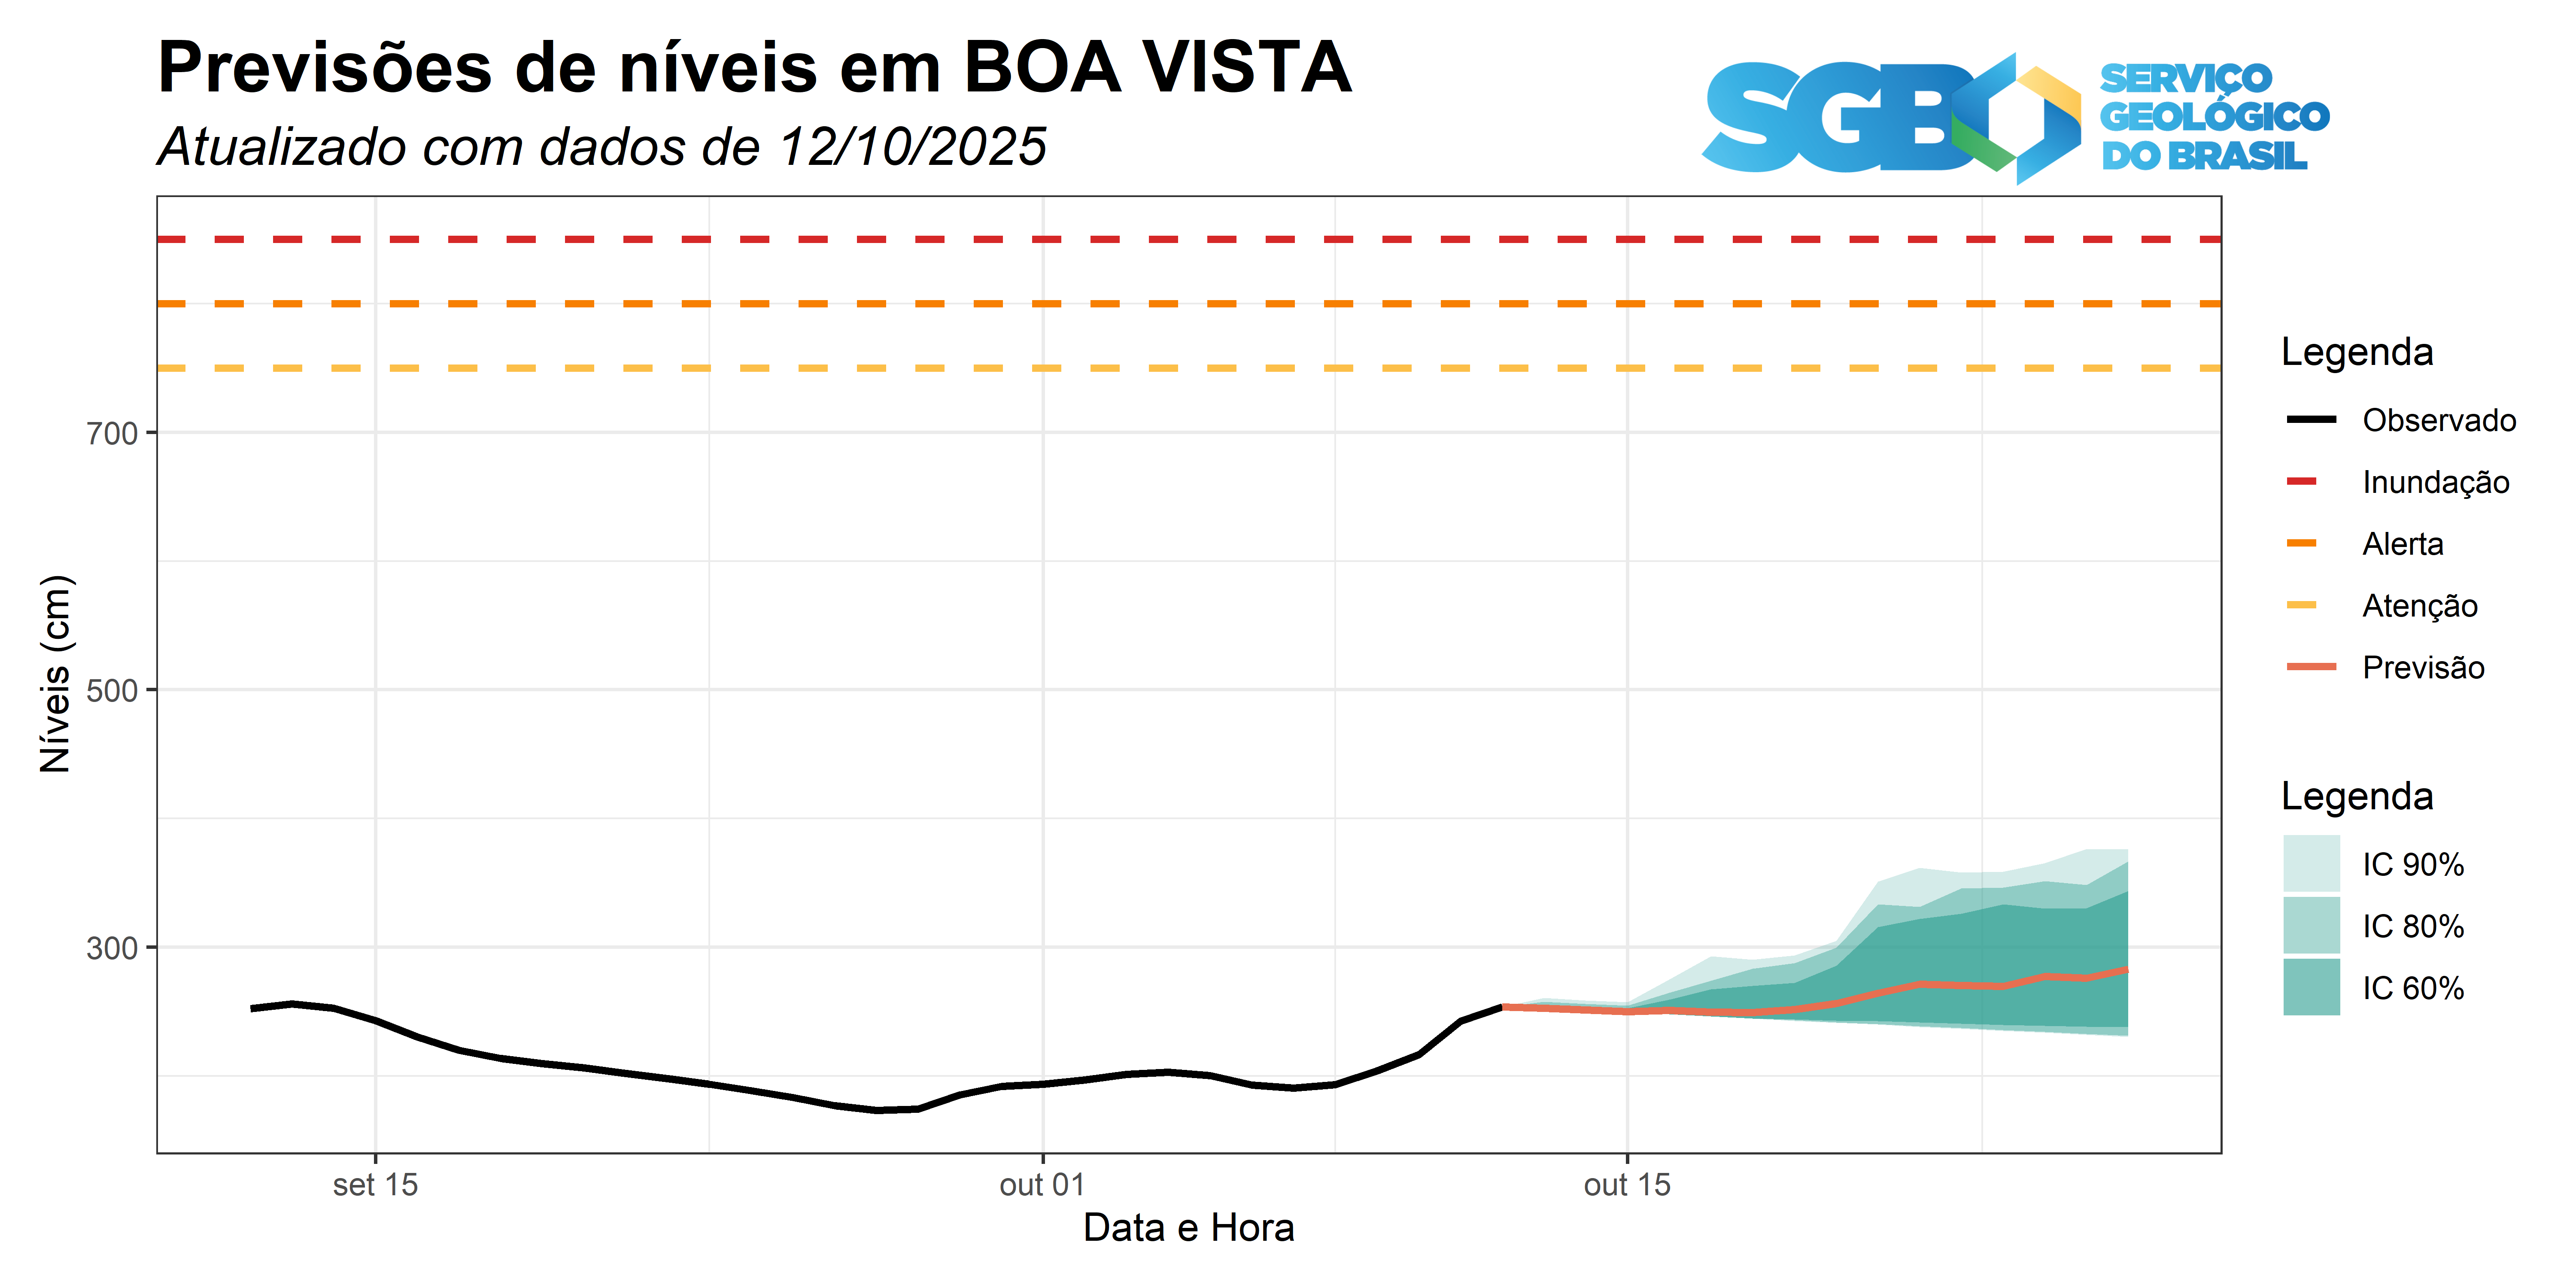 Previsões de níveis em BOA VISTA
Atualizado com dados de 12/10/2025
SGB
SERVIÇO
GEOLÓGICO
DO BRASIL
Níveis (cm)
700
500
300
set 15
out 01
out 15
Data e Hora
Legenda
Observado
Inundação
Alerta
Atenção
Previsão
Legenda
IC 90%
IC 80%
IC 60%